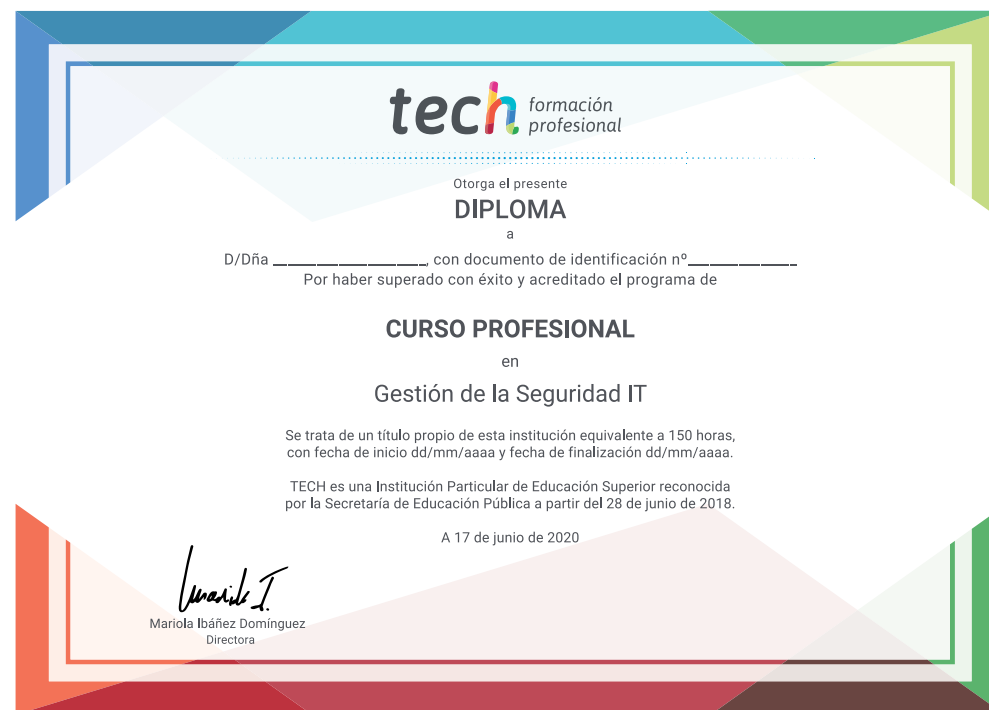 tech formación
profesional
Otorga el presente
DIPLOMA
a
D/Dña ____________________, con documento de identificación nº______________
Por haber superado con éxito y acreditado el programa de
CURSO PROFESIONAL
en
Gestión de la Seguridad IT
Se trata de un título propio de esta institución equivalente a 150 horas,
con fecha de inicio dd/mm/aaaa y fecha de finalización dd/mm/aaaa.
TECH es una Institución Particular de Educación Superior reconocida
por la Secretaría de Educación Pública a partir del 28 de junio de 2018.
A 17 de junio de 2020
Mariola Ibáñez Domínguez
Directora